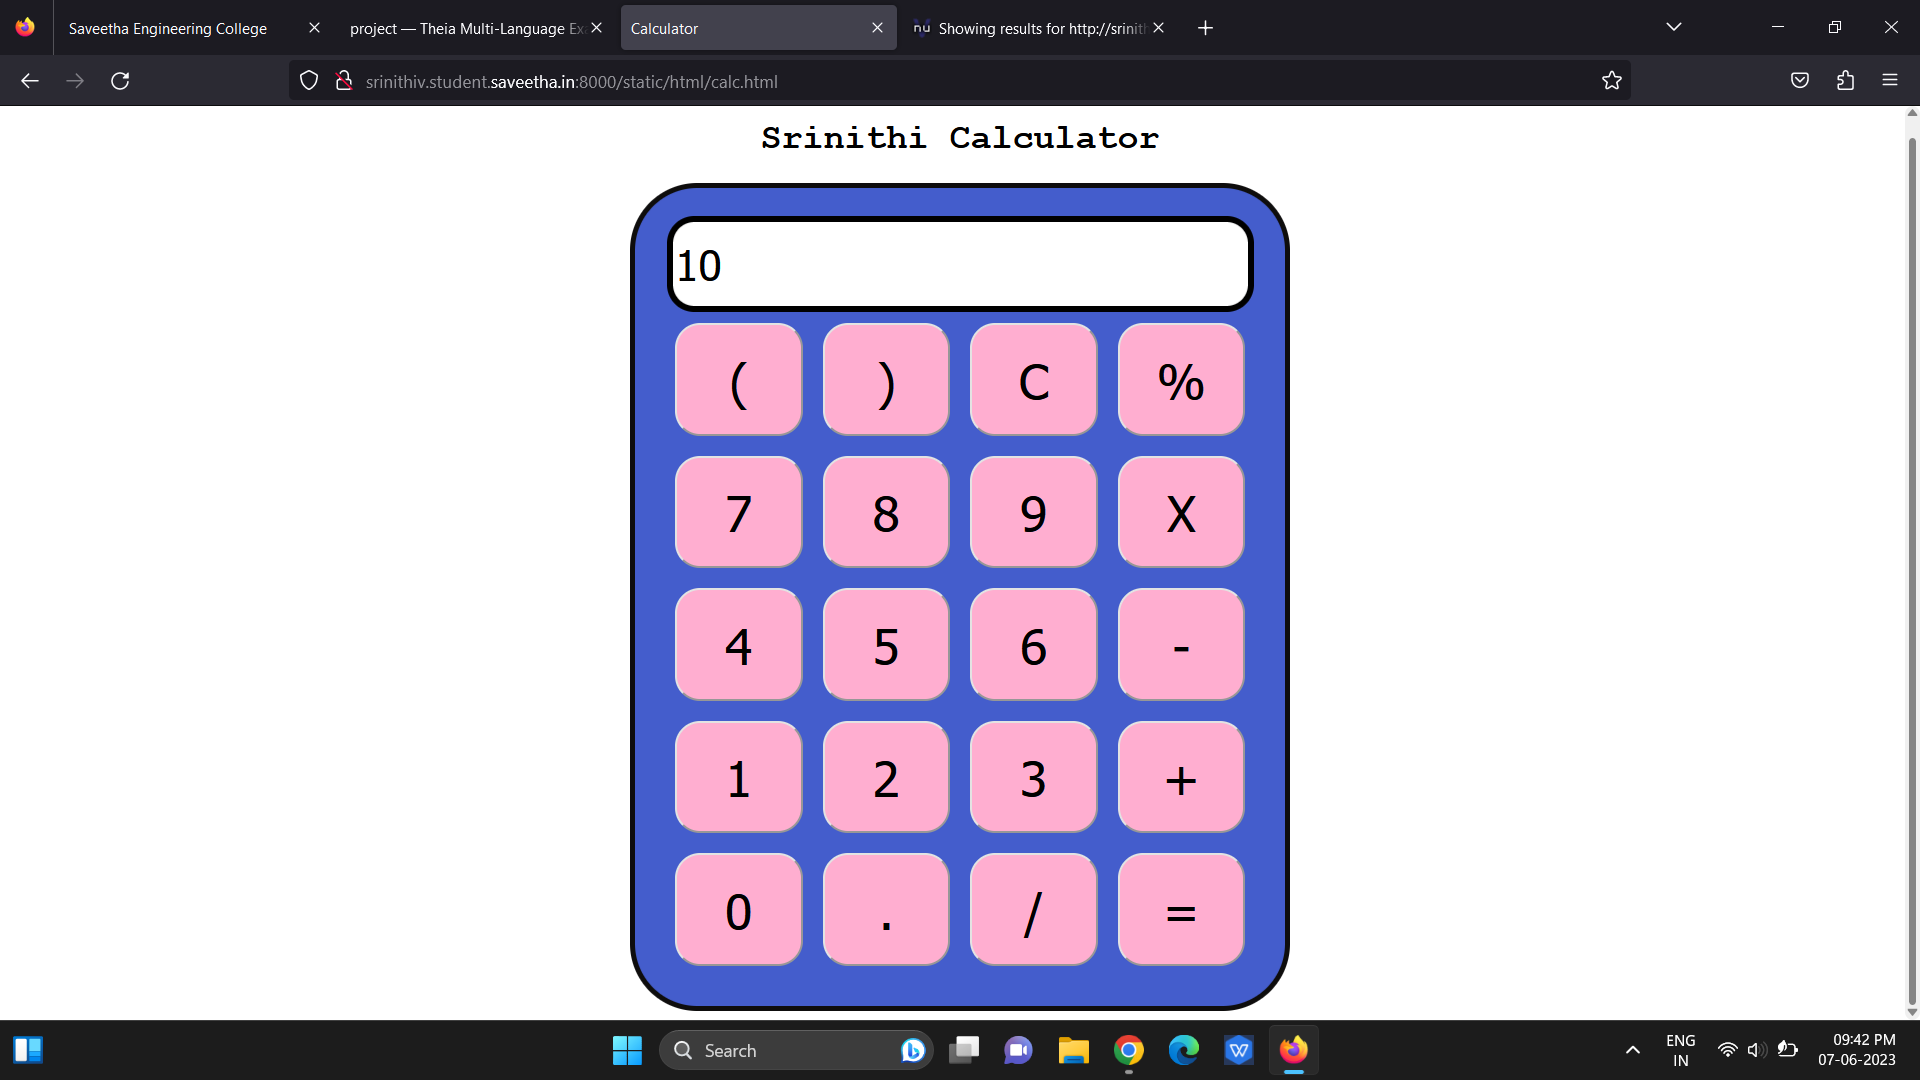 Saveetha Engineering College
project — Theia Multi-Language Ex
Calculator
nu Showing results for http://srinith
srinithiv.student.saveetha.in:8000/static/html/calc.html
Srinithi Calculator
10
( ) C %
7 8 9 X
4 5 6 -
1 2 3 +
0 . / =
Search
ENG
IN
09:42 PM
07-06-2023